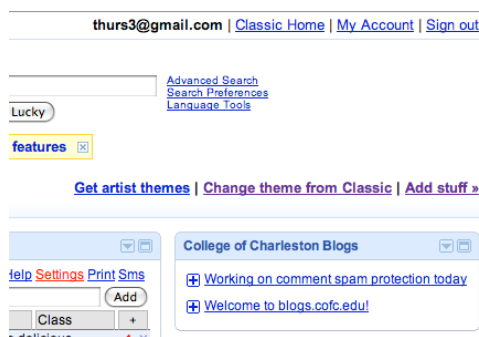 thurs3@gmail.com | Classic Home | My Account | Sign out
Advanced Search
Search Preferences
Language Tools
Lucky
features
Get artist themes | Change theme from Classic | Add stuff »
College of Charleston Blogs
Help Settings Print Sms
Working on comment spam protection today
Add
Welcome to blogs.cofc.edu!
Class +
delicious